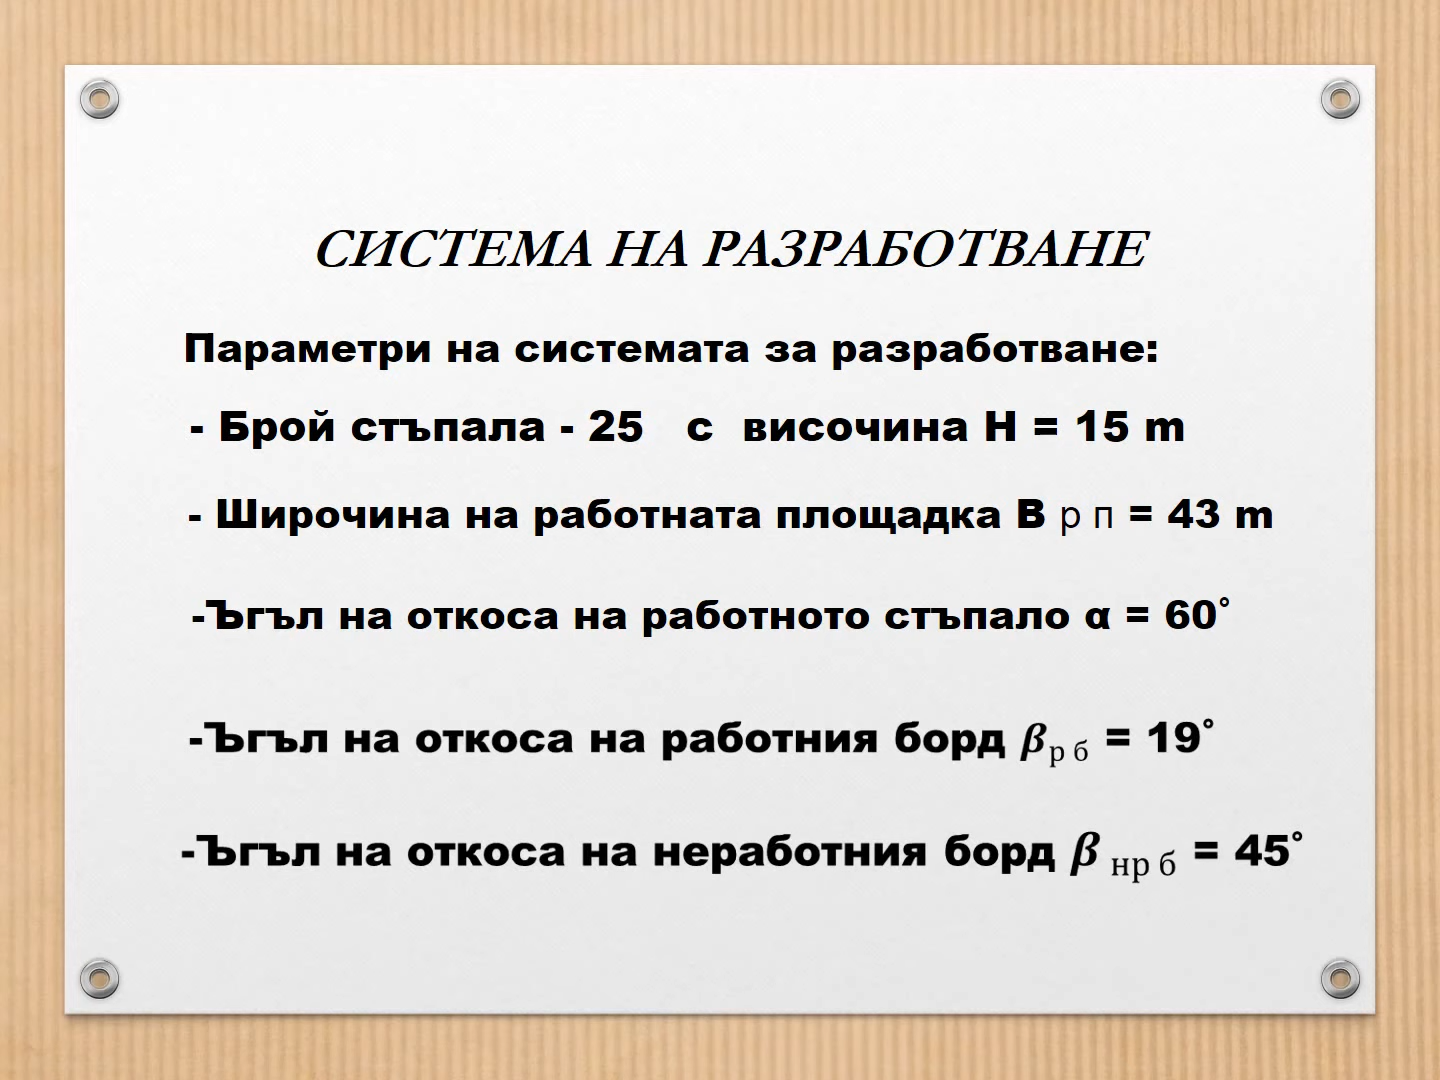 СИСТЕМА НА РАЗРАБОТВАНЕ
Параметри на системата за разработване:
- Брой стъпала - 25 с височина H = 15 m
- Широчина на работната площадка B р п = 43 m
-Ъгъл на откоса на работното стъпало α = 60˚
-Ъгъл на откоса на работния борд 𝜷р б = 19˚
-Ъгъл на откоса на неработния борд 𝜷 нр б = 45˚